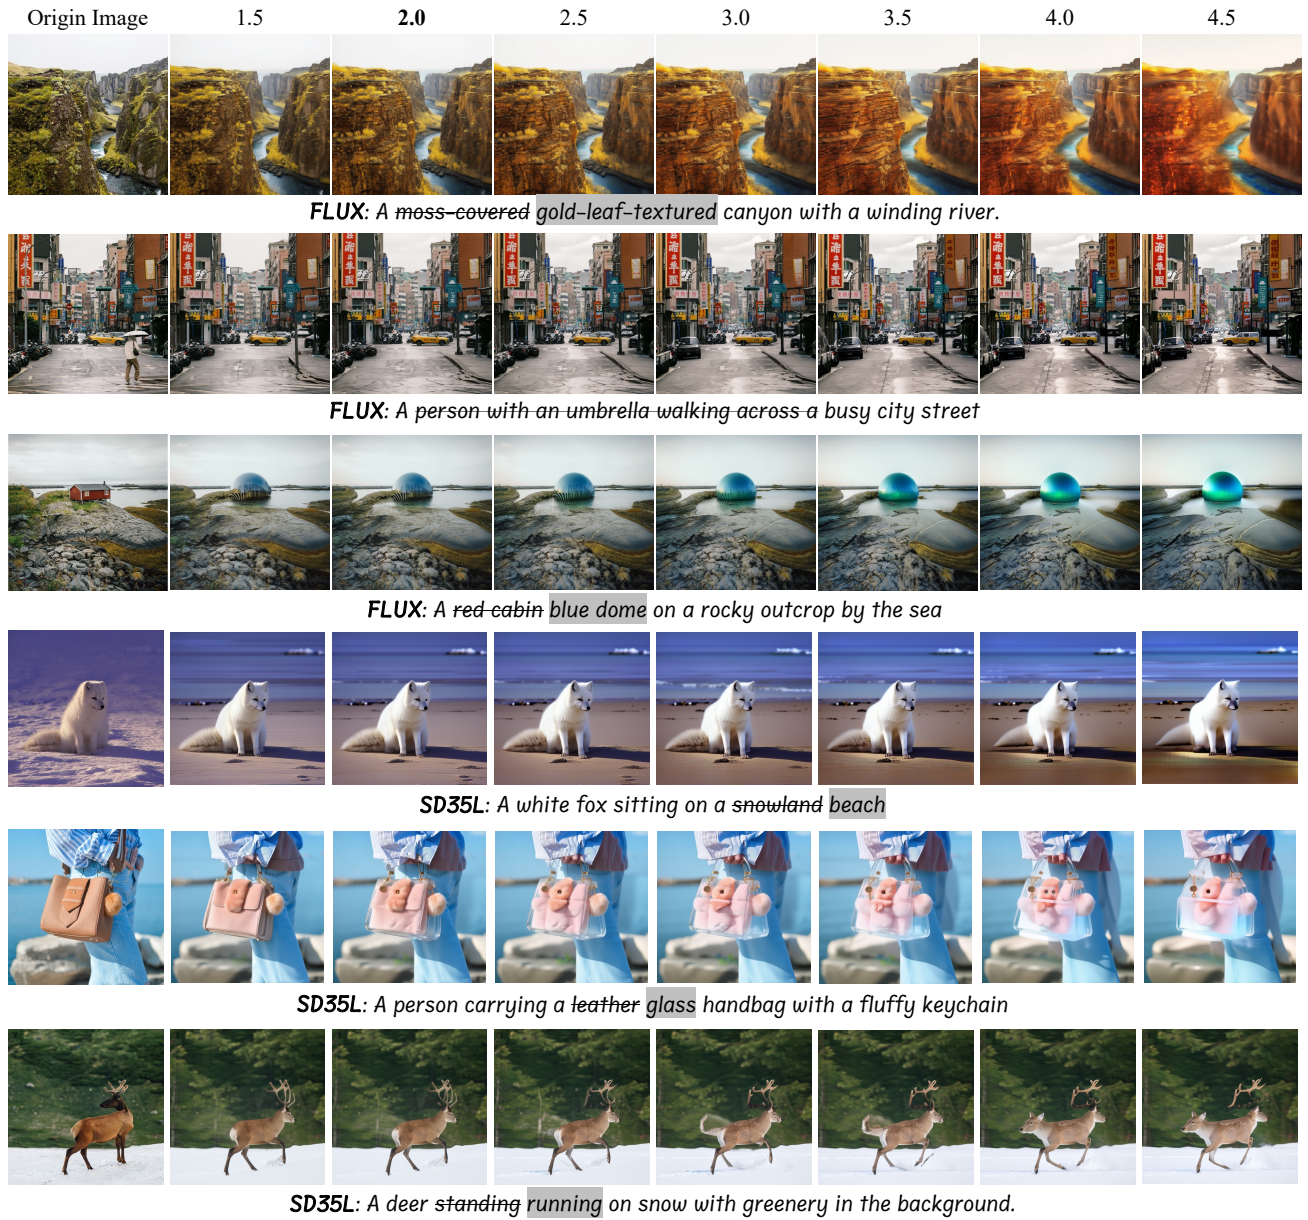 Origin Image 1.5 2.0 2.5 3.0 3.5 4.0 4.5
FLUX: A moss-covered gold-leaf-textured canyon with a winding river.
FLUX: A person with an umbrella walking across a busy city street
FLUX: A red cabin blue dome on a rocky outcrop by the sea
SD35L: A white fox sitting on a snowland beach
SD35L: A person carrying a leather glass handbag with a fluffy keychain
SD35L: A deer standing running on snow with greenery in the background.